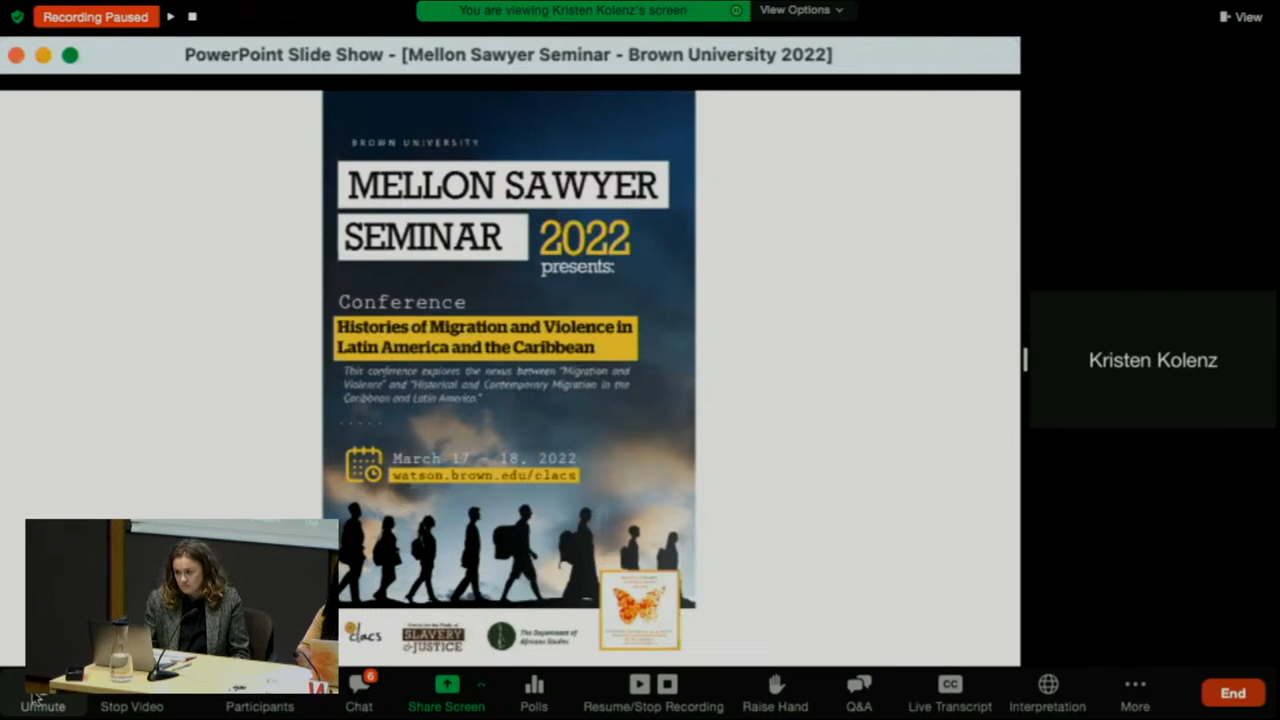 Recording Paused
You are viewing Kristen Kolenz's screen
View Options
View
PowerPoint Slide Show - [Mellon Sawyer Seminar - Brown University 2022]
BROWN UNIVERSITY
MELLON SAWYER
SEMINAR
2022
presents:
Conference
Histories of Migration and Violence in
Latin America and the Caribbean
This conference explores the nexus between "Migration and
Violence" and "Historical and Contemporary Migration in the
Caribbean and Latin America."
March 17 - 18, 2022
watson.brown.edu/clacs
clacs
Center for the Study of
SLAVERY
& JUSTICE
The Department of
Africana Studies
Kristen Kolenz
Unmute
Stop Video
Participants
6
Chat
Share Screen
Polls
Resume/Stop Recording
Raise Hand
Q&A
CC
Live Transcript
Interpretation
More
End